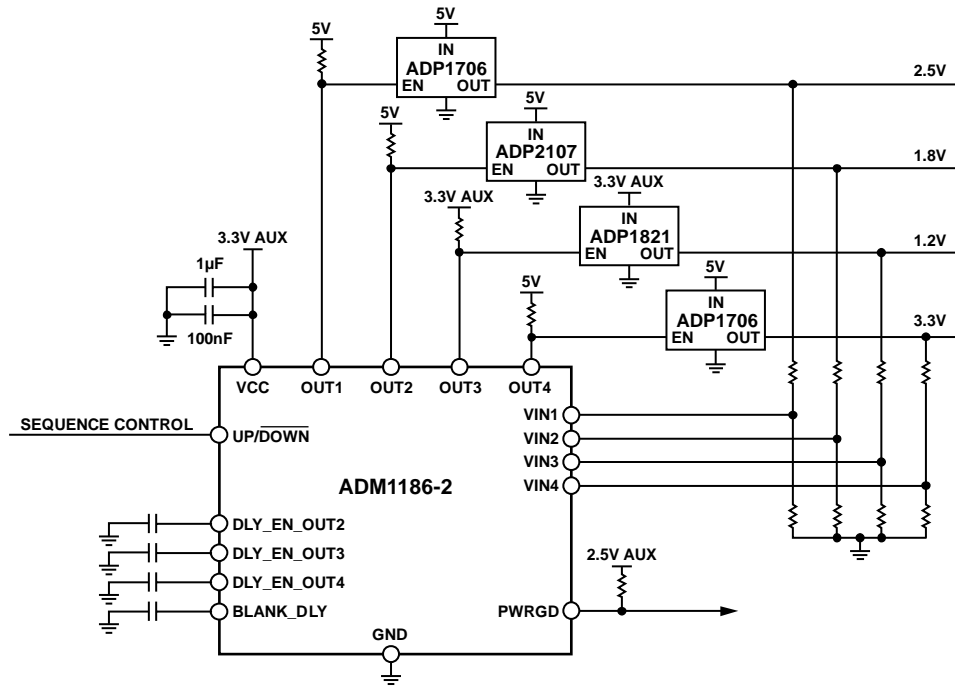 5V
5V
IN
ADP1706
EN OUT
2.5V
5V
5V
IN
ADP2107
EN OUT
1.8V
3.3V AUX
3.3V AUX
IN
ADP1821
EN OUT
1.2V
3.3V AUX
1µF
100nF
5V
5V
IN
ADP1706
EN OUT
3.3V
VCC OUT1 OUT2 OUT3 OUT4
SEQUENCE CONTROL
UP/DOWN
VIN1
VIN2
VIN3
VIN4
ADM1186-2
DLY_EN_OUT2
DLY_EN_OUT3
DLY_EN_OUT4
BLANK_DLY
2.5V AUX
PWRGD
GND